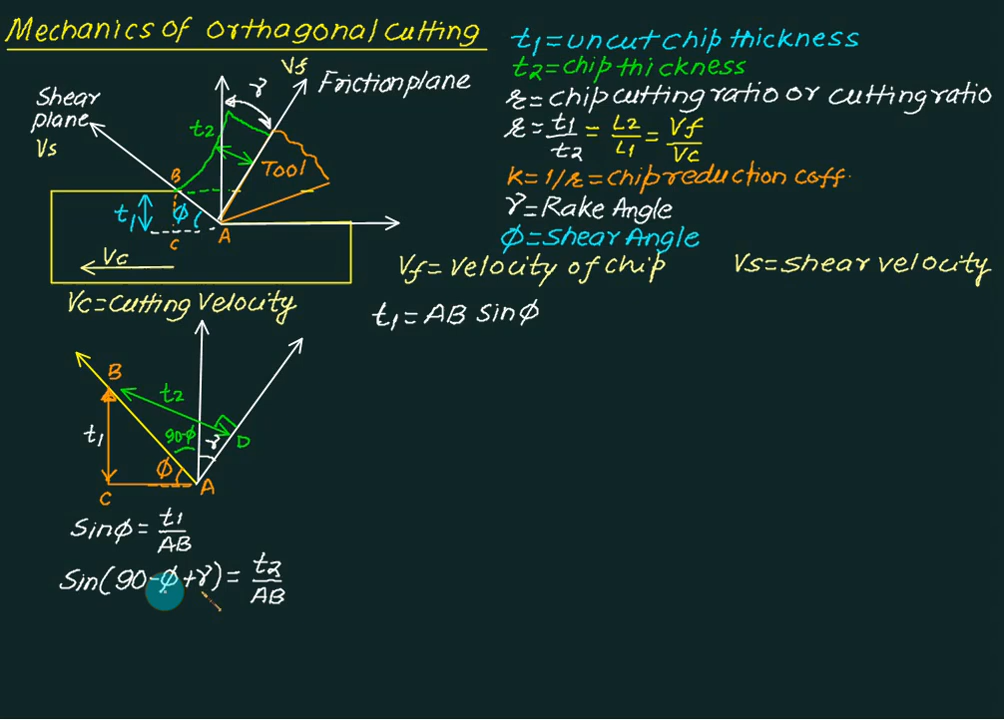 Mechanics of Orthagonal Cutting
t1=uncut chip thickness
t2=chip thickness
r=chip cutting ratio or cutting ratio
r=t1/t2=L2/L1=Vf/Vc
K=1/r=chip reduction coff.
γ=Rake Angle
φ=Shear Angle
Vf=Velocity of chip
Vs=shear velocity
t1=AB Sinφ
Vf
Friction plane
γ
Shear plane
Vs
t2
B
Tool
t1
φ
C
A
Vc
Vc=Cutting Velocity
B
t2
t1
90-φ
γ
D
φ
C
A
Sinφ=t1/AB
Sin(90-φ+γ)=t2/AB